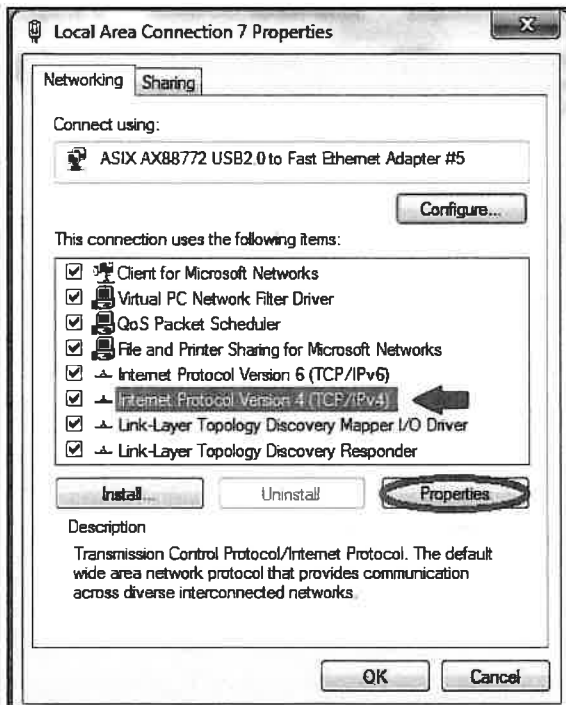 Local Area Connection 7 Properties
Networking
Sharing
Connect using:
ASIX AX88772 USB2.0 to Fast Ethernet Adapter #5
Configure...
This connection uses the following items:
Client for Microsoft Networks
Virtual PC Network Filter Driver
QoS Packet Scheduler
File and Printer Sharing for Microsoft Networks
Internet Protocol Version 6 (TCP/IPv6)
Internet Protocol Version 4 (TCP/IPv4)
Link-Layer Topology Discovery Mapper I/O Driver
Link-Layer Topology Discovery Responder
Install...
Uninstall
Properties
Description
Transmission Control Protocol/Internet Protocol. The default
wide area network protocol that provides communication
across diverse interconnected networks.
OK
Cancel